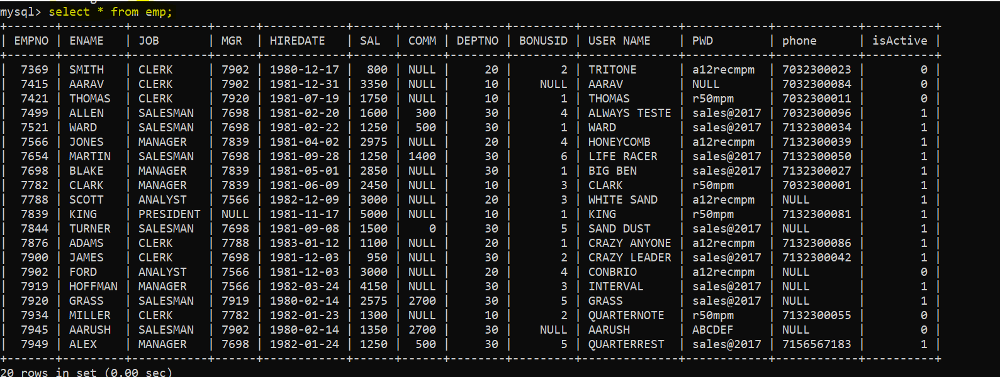 mysql> select * from emp;
+-------+---------+-----------+------+------------+------+------+--------+---------+--------------+------------+------------+----------+
| EMPNO | ENAME | JOB | MGR | HIREDATE | SAL | COMM | DEPTNO | BONUSID | USER NAME | PWD | phone | isActive |
+-------+---------+-----------+------+------------+------+------+--------+---------+--------------+------------+------------+----------+
| 7369 | SMITH | CLERK | 7902 | 1980-12-17 | 800 | NULL | 20 | 2 | TRITONE | a12recmpm | 7032300023 | 0 |
| 7415 | AARAV | CLERK | 7902 | 1981-12-31 | 3350 | NULL | 10 | NULL | AARAV | NULL | 7032300084 | 0 |
| 7421 | THOMAS | CLERK | 7920 | 1981-07-19 | 1750 | NULL | 10 | 1 | THOMAS | r50mpm | 7032300011 | 0 |
| 7499 | ALLEN | SALESMAN | 7698 | 1981-02-20 | 1600 | 300 | 30 | 4 | ALWAYS TESTE | sales@2017 | 7032300096 | 1 |
| 7521 | WARD | SALESMAN | 7698 | 1981-02-22 | 1250 | 500 | 30 | 1 | WARD | sales@2017 | 7132300034 | 1 |
| 7566 | JONES | MANAGER | 7839 | 1981-04-02 | 2975 | NULL | 20 | 4 | HONEYCOMB | a12recmpm | 7132300039 | 1 |
| 7654 | MARTIN | SALESMAN | 7698 | 1981-09-28 | 1250 | 1400 | 30 | 6 | LIFE RACER | sales@2017 | 7132300050 | 1 |
| 7698 | BLAKE | MANAGER | 7839 | 1981-05-01 | 2850 | NULL | 30 | 1 | BIG BEN | sales@2017 | 7132300027 | 1 |
| 7782 | CLARK | MANAGER | 7839 | 1981-06-09 | 2450 | NULL | 10 | 3 | CLARK | r50mpm | 7032300001 | 1 |
| 7788 | SCOTT | ANALYST | 7566 | 1982-12-09 | 3000 | NULL | 20 | 3 | WHITE SAND | a12recmpm | NULL | 1 |
| 7839 | KING | PRESIDENT | NULL | 1981-11-17 | 5000 | NULL | 10 | 1 | KING | r50mpm | 7132300081 | 1 |
| 7844 | TURNER | SALESMAN | 7698 | 1981-09-08 | 1500 | 0 | 30 | 5 | SAND DUST | sales@2017 | NULL | 1 |
| 7876 | ADAMS | CLERK | 7788 | 1983-01-12 | 1100 | NULL | 20 | 1 | CRAZY ANYONE | a12recmpm | 7132300086 | 1 |
| 7900 | JAMES | CLERK | 7698 | 1981-12-03 | 950 | NULL | 30 | 2 | CRAZY LEADER | sales@2017 | 7132300042 | 1 |
| 7902 | FORD | ANALYST | 7566 | 1981-12-03 | 3000 | NULL | 20 | 4 | CONBRIO | a12recmpm | NULL | 0 |
| 7919 | HOFFMAN | MANAGER | 7566 | 1982-03-24 | 4150 | NULL | 30 | 3 | INTERVAL | sales@2017 | NULL | 1 |
| 7920 | GRASS | SALESMAN | 7919 | 1980-02-14 | 2575 | 2700 | 30 | 5 | GRASS | sales@2017 | NULL | 1 |
| 7934 | MILLER | CLERK | 7782 | 1982-01-23 | 1300 | NULL | 10 | 2 | QUARTERNOTE | r50mpm | 7132300055 | 0 |
| 7945 | AARUSH | SALESMAN | 7902 | 1980-02-14 | 1350 | 2700 | 30 | NULL | AARUSH | ABCDEF | NULL | 0 |
| 7949 | ALEX | MANAGER | 7698 | 1982-01-24 | 1250 | 500 | 30 | 5 | QUARTERREST | sales@2017 | 7156567183 | 1 |
+-------+---------+-----------+------+------------+------+------+--------+---------+--------------+------------+------------+----------+
20 rows in set (0.00 sec)